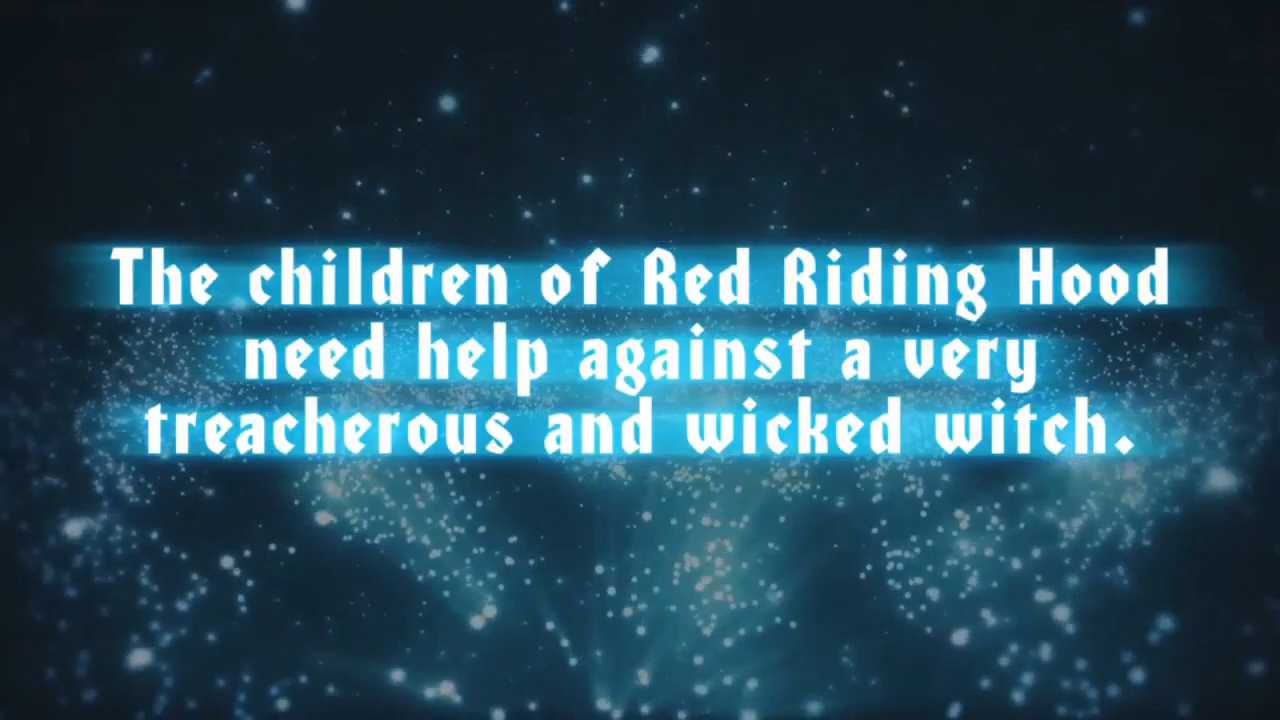 The children of Red Riding Hood
need help against a very
treacherous and wicked witch.